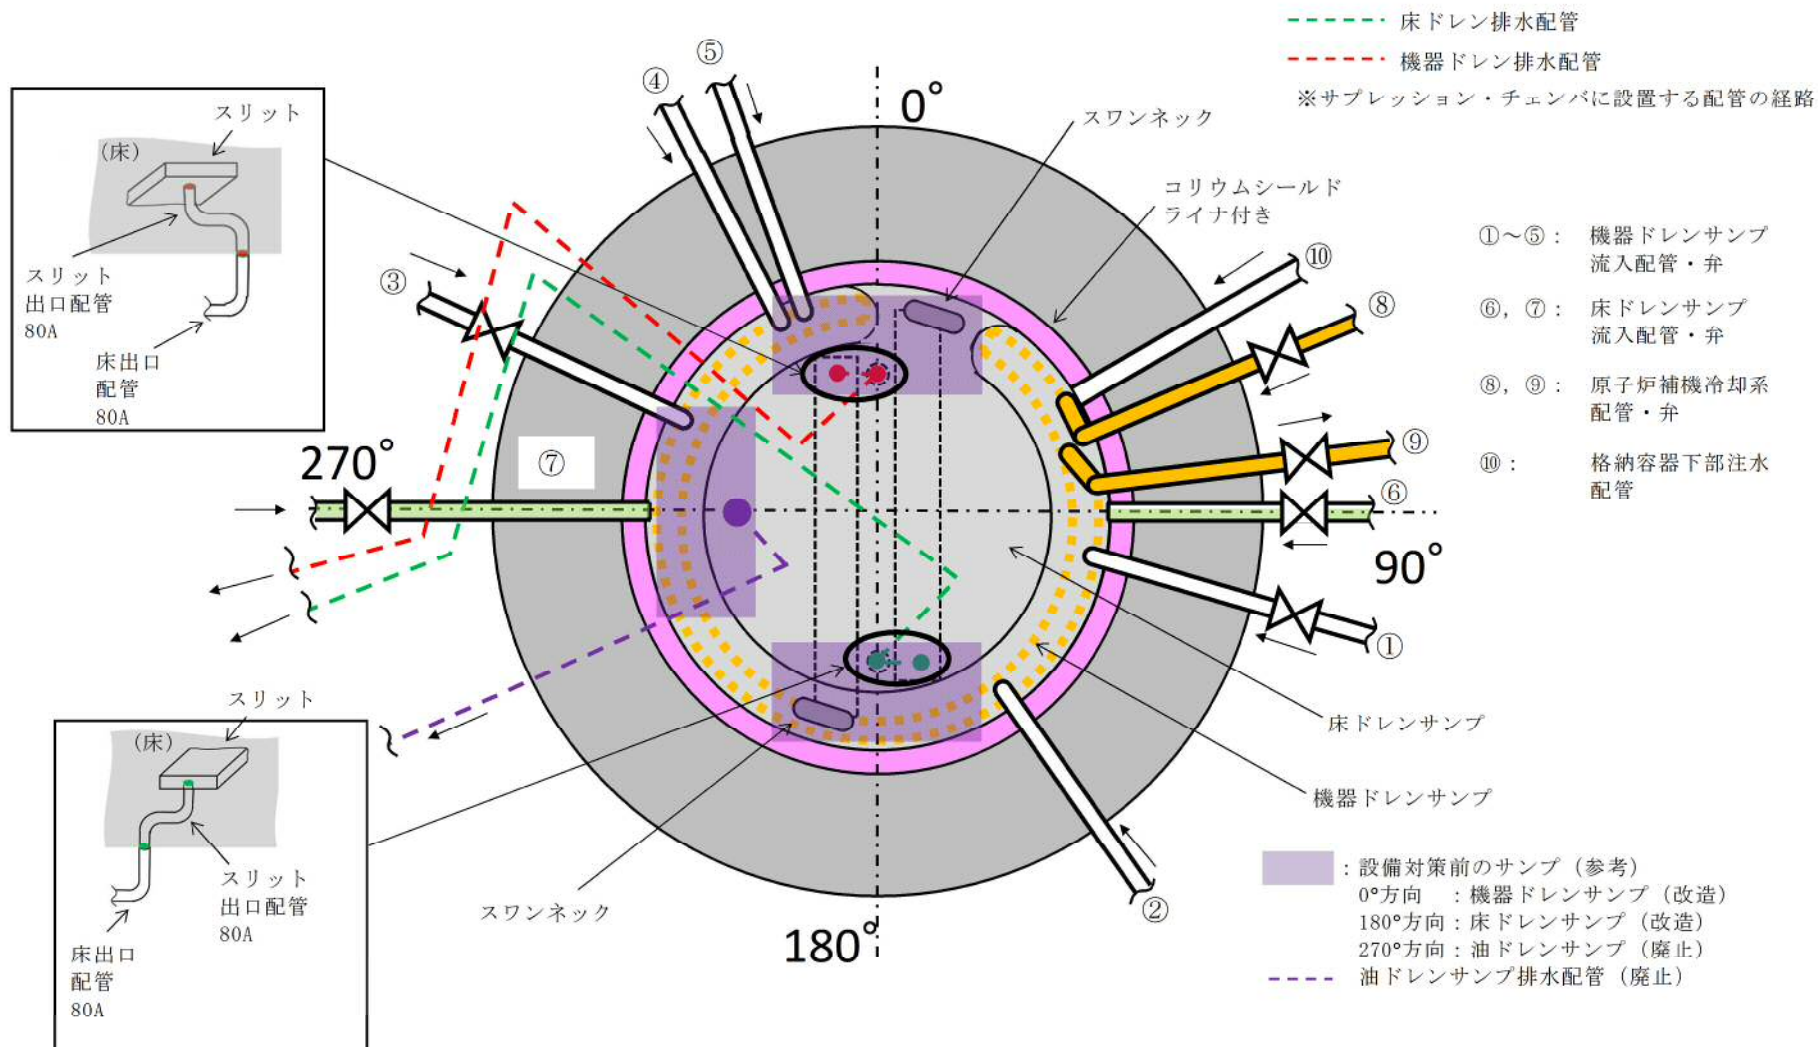 床ドレン排水配管
機器ドレン排水配管
※サプレッション・チェンバに設置する配管の経路
⑤
④
0°
スワンネック
コリウムシールド
ライナ付き
スリット
(床)
スリット
出口配管
80A
床出口
配管
80A
③
⑩
⑧
⑨
⑥
⑦
270°
90°
①
①～⑤： 機器ドレンサンプ
流入配管・弁
⑥，⑦： 床ドレンサンプ
流入配管・弁
⑧，⑨： 原子炉補機冷却系
配管・弁
⑩： 格納容器下部注水
配管
スリット
(床)
スリット
出口配管
80A
床出口
配管
80A
スワンネック
180°
②
床ドレンサンプ
機器ドレンサンプ
：設備対策前のサンプ（参考）
0°方向 ：機器ドレンサンプ（改造）
180°方向：床ドレンサンプ（改造）
270°方向：油ドレンサンプ（廃止）
油ドレンサンプ排水配管（廃止）